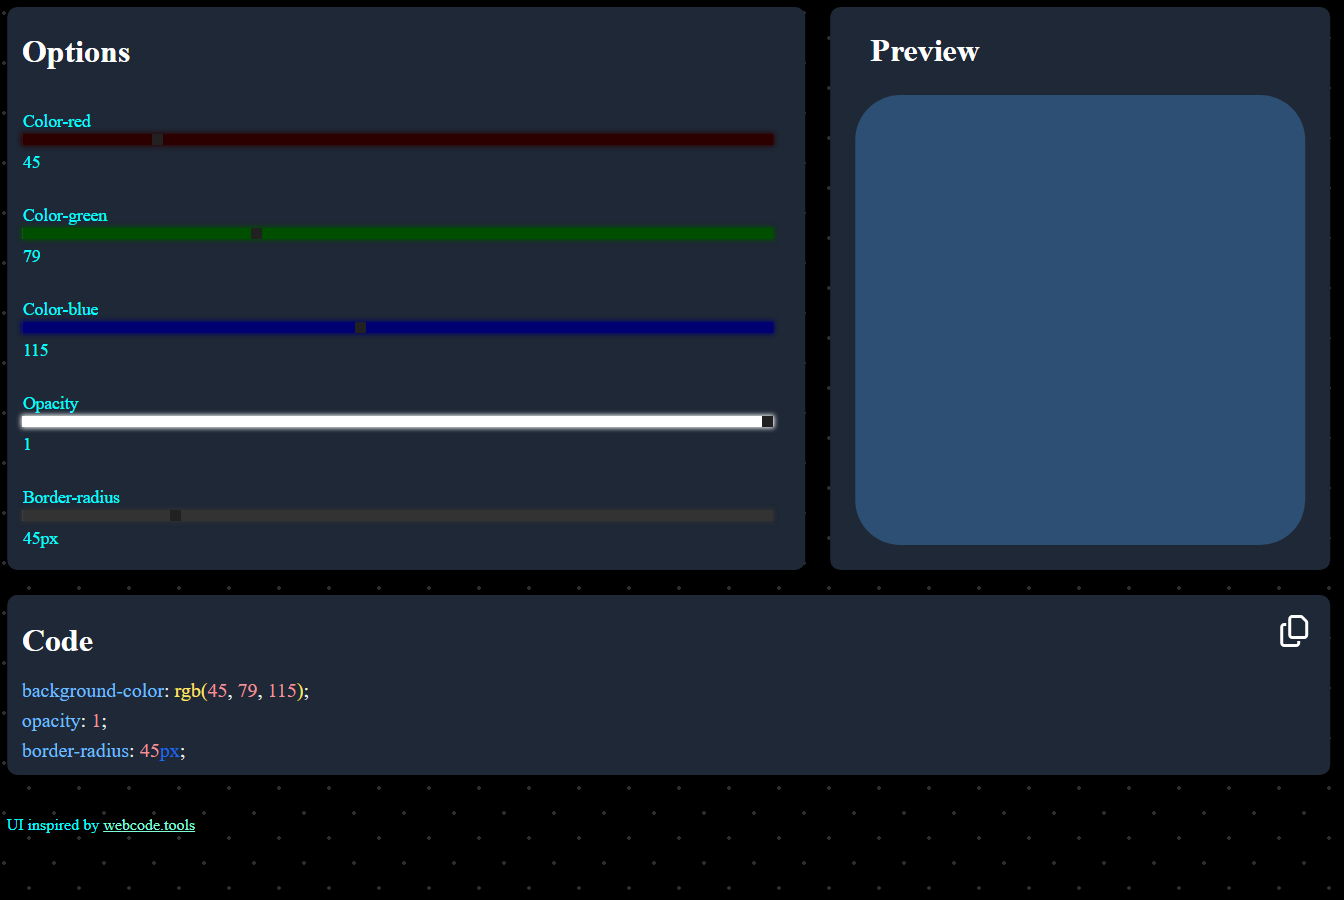 Options
Color-red
45
Color-green
79
Color-blue
115
Opacity
1
Border-radius
45px
Preview
Code
background-color: rgb(45, 79, 115);
opacity: 1;
border-radius: 45px;
UI inspired by webcode.tools